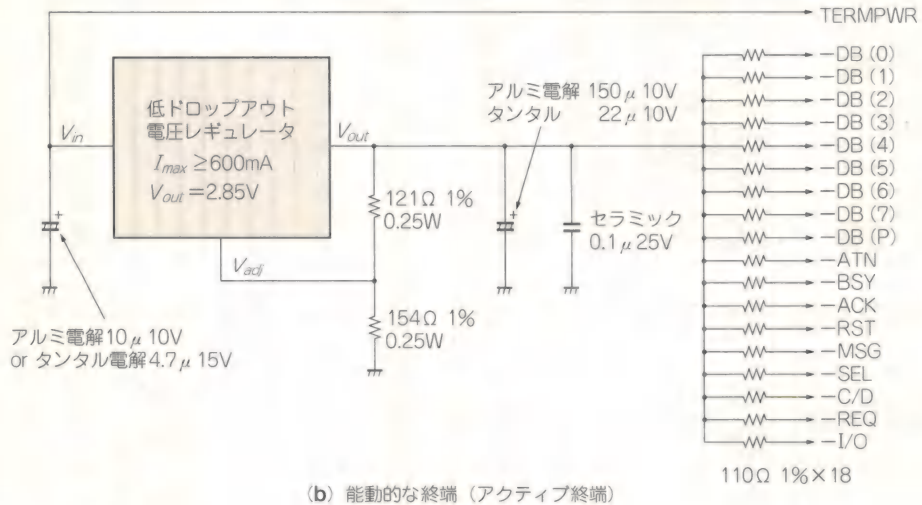 TERMPWR
低ドロップアウト
電圧レギュレータ
Imax ≥600mA
Vout=2.85V
Vin
Vout
Vadj
アルミ電解10μ 10V
or タンタル電解4.7μ 15V
121Ω 1%
0.25W
154Ω 1%
0.25W
アルミ電解 150μ 10V
タンタル 22μ 10V
セラミック
0.1μ 25V
−DB(0)
−DB(1)
−DB(2)
−DB(3)
−DB(4)
−DB(5)
−DB(6)
−DB(7)
−DB(P)
−ATN
−BSY
−ACK
−RST
−MSG
−SEL
−C/D
−REQ
−I/O
110Ω 1%×18
(b) 能動的な終端(アクティブ終端)